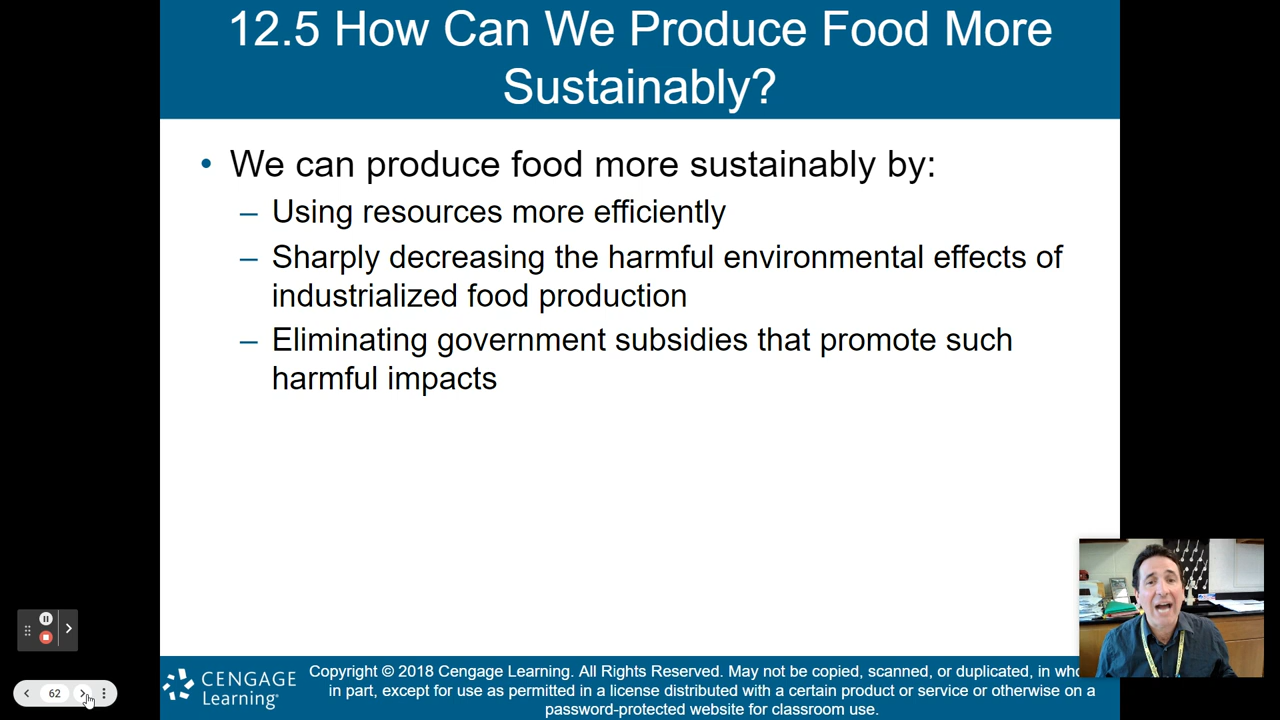 12.5 How Can We Produce Food More
Sustainably?
• We can produce food more sustainably by:
– Using resources more efficiently
– Sharply decreasing the harmful environmental effects of
industrialized food production
– Eliminating government subsidies that promote such
harmful impacts
62
CENGAGE
Learning®
Copyright © 2018 Cengage Learning. All Rights Reserved. May not be copied, scanned, or duplicated, in
in part, except for use as permitted in a license distributed with a certain product or service or otherwise on a
password-protected website for classroom use.